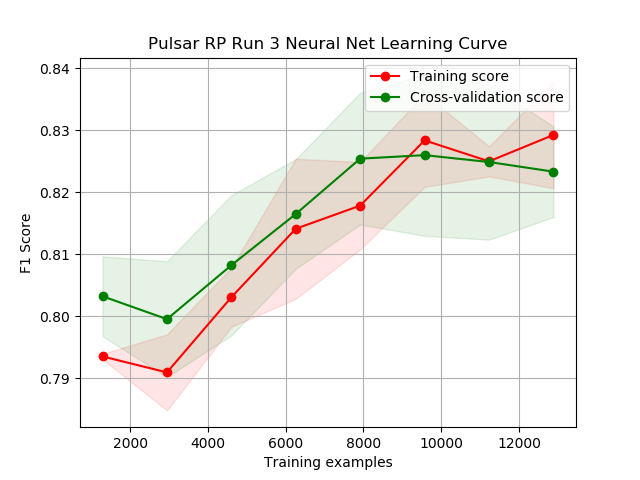 Pulsar RP Run 3 Neural Net Learning Curve
Training score
Cross-validation score
0.84
0.83
0.82
0.81
0.80
0.79
F1 Score
2000 4000 6000 8000 10000 12000
Training examples